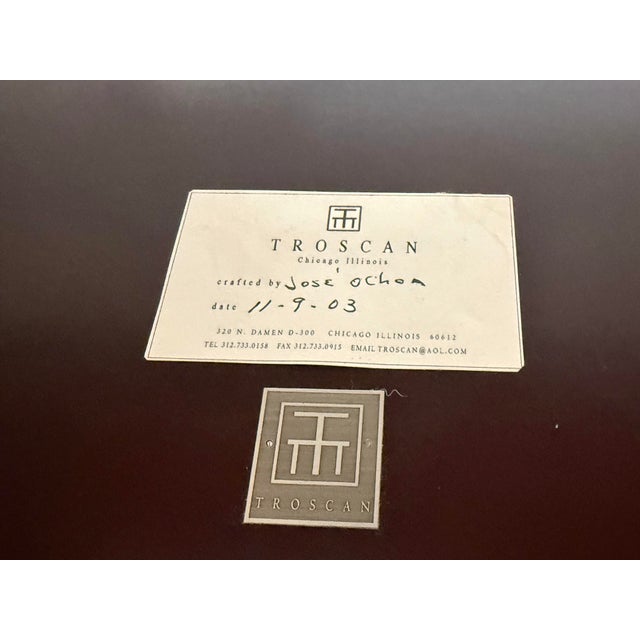 TROSCAN
Chicago Illinois
crafted by Jose Ochoa
date 11-9-03
320 N. DAMEN D-300 CHICAGO ILLINOIS 60612
TEL 312.733.0158 FAX 312.733.0915 EMAIL TROSCAN@AOL.COM
TROSCAN